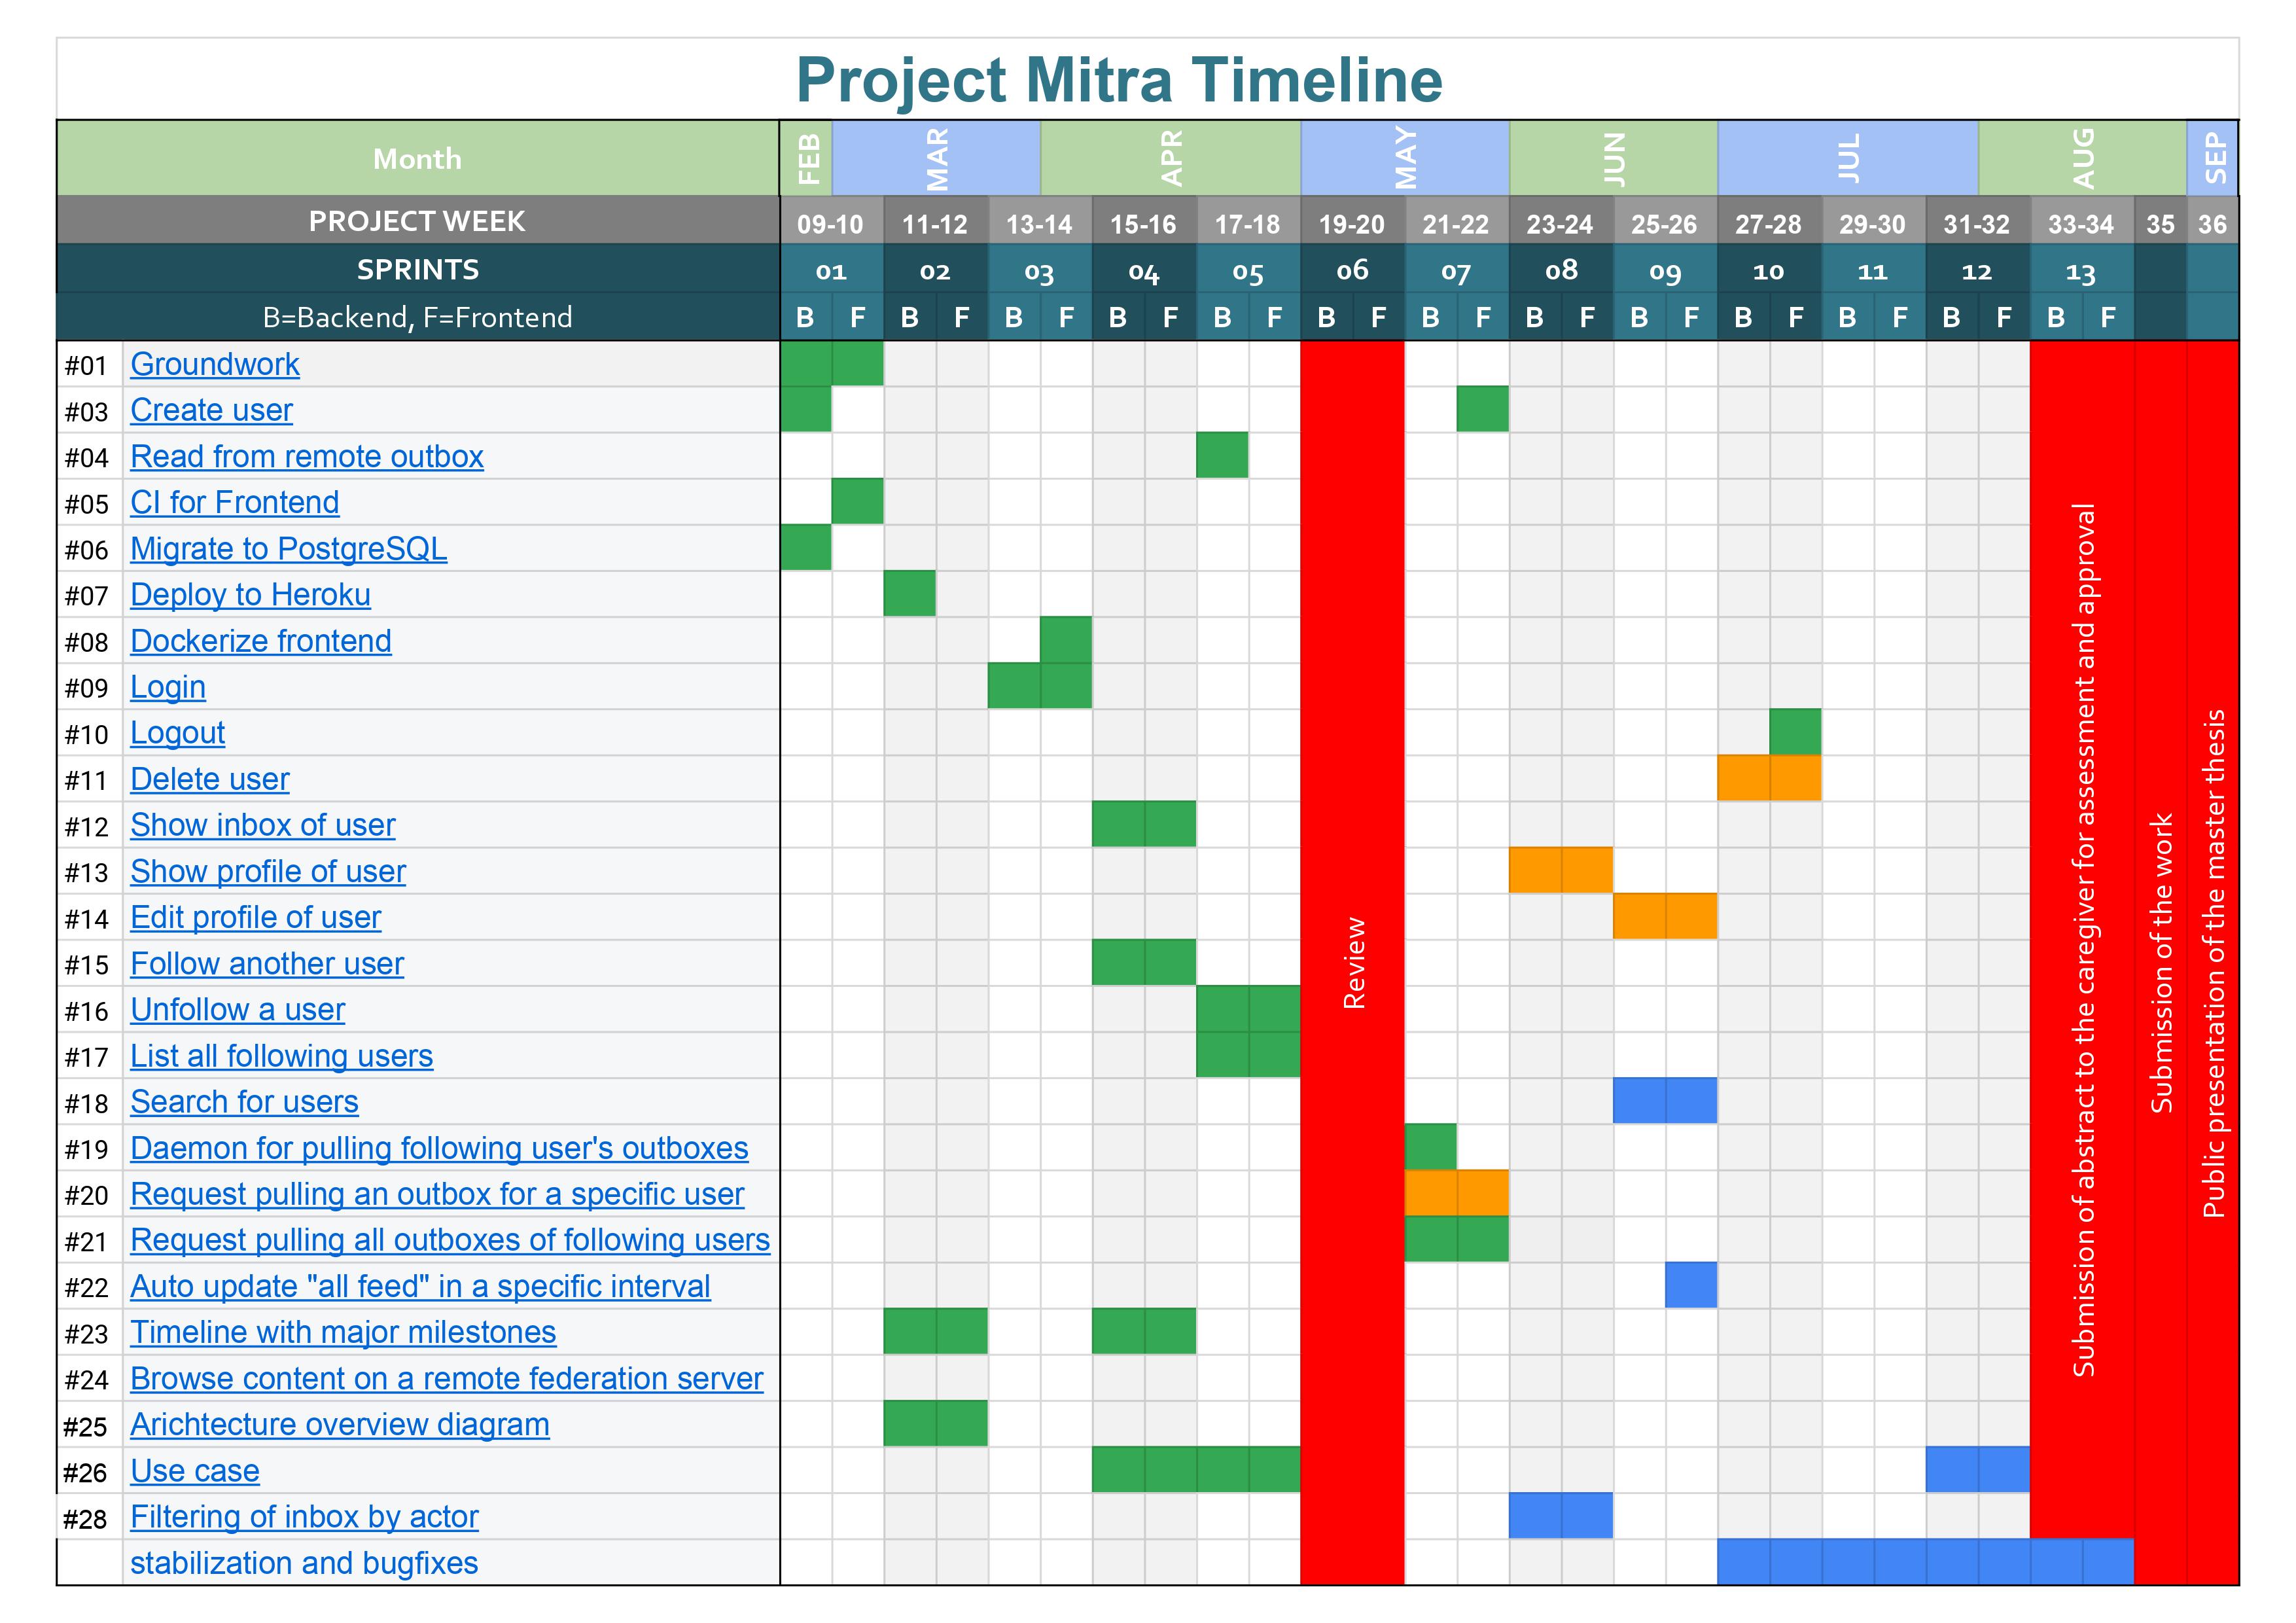 Project Mitra Timeline
Month FEB MAR APR MAY JUN JUL AUG SEP
PROJECT WEEK 09-10 11-12 13-14 15-16 17-18 19-20 21-22 23-24 25-26 27-28 29-30 31-32 33-34 35 36
SPRINTS 01 02 03 04 05 06 07 08 09 10 11 12 13
B=Backend, F=Frontend B F B F B F B F B F B F B F B F B F B F B F B F B F
#01 Groundwork
#03 Create user
#04 Read from remote outbox
#05 CI for Frontend
#06 Migrate to PostgreSQL
#07 Deploy to Heroku
#08 Dockerize frontend
#09 Login
#10 Logout
#11 Delete user
#12 Show inbox of user
#13 Show profile of user
#14 Edit profile of user
#15 Follow another user
#16 Unfollow a user
#17 List all following users
#18 Search for users
#19 Daemon for pulling following user's outboxes
#20 Request pulling an outbox for a specific user
#21 Request pulling all outboxes of following users
#22 Auto update "all feed" in a specific interval
#23 Timeline with major milestones
#24 Browse content on a remote federation server
#25 Arichtecture overview diagram
#26 Use case
#28 Filtering of inbox by actor
stabilization and bugfixes
Review
Submission of abstract to the caregiver for assessment and approval
Submission of the work
Public presentation of the master thesis